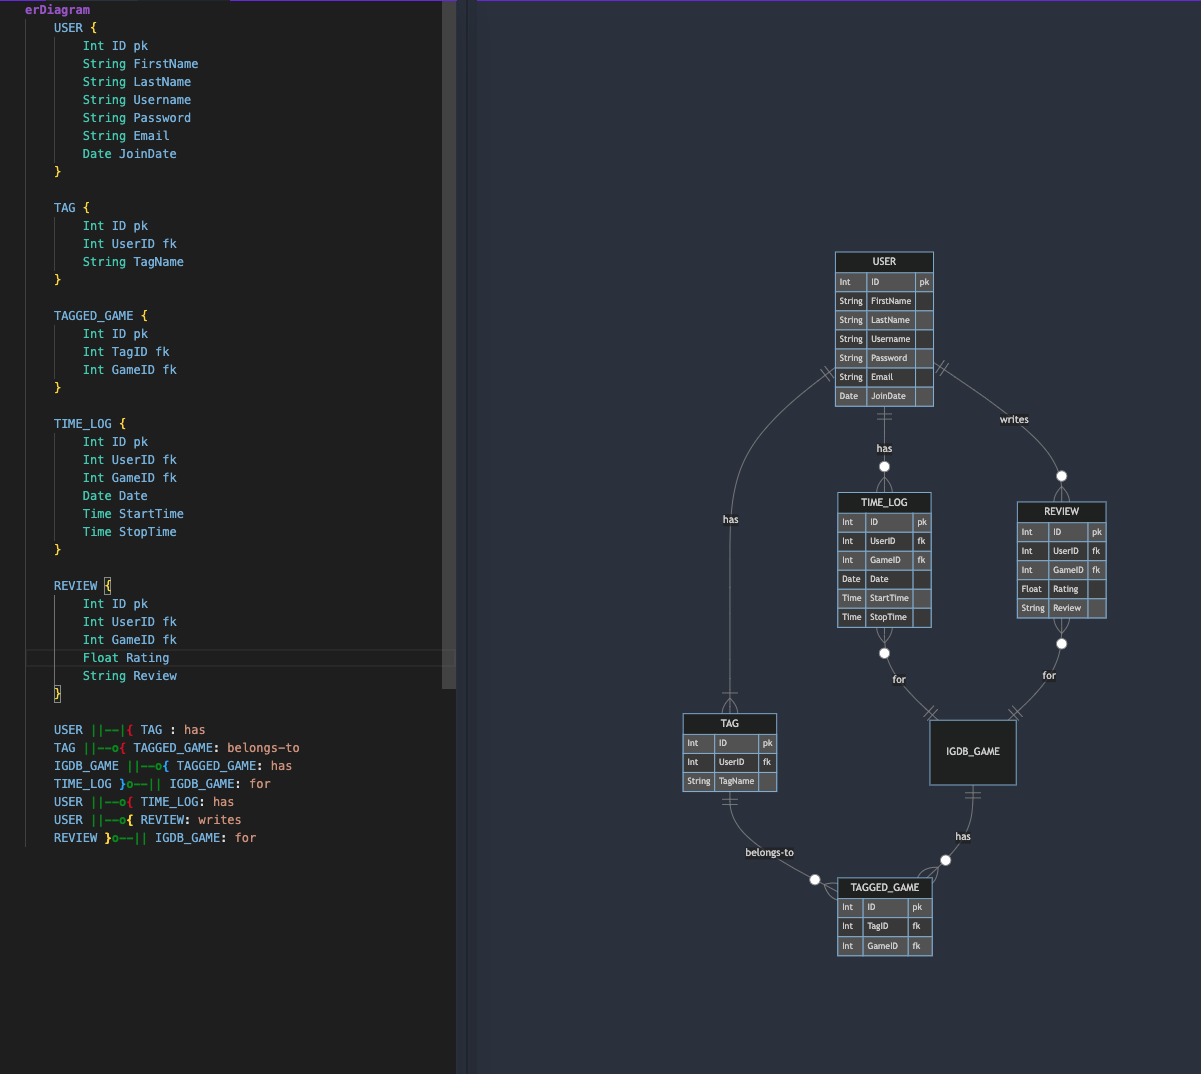 erDiagram
USER {
Int ID pk
String FirstName
String LastName
String Username
String Password
String Email
Date JoinDate
}
TAG {
Int ID pk
Int UserID fk
String TagName
}
TAGGED_GAME {
Int ID pk
Int TagID fk
Int GameID fk
}
TIME_LOG {
Int ID pk
Int UserID fk
Int GameID fk
Date Date
Time StartTime
Time StopTime
}
REVIEW {
Int ID pk
Int UserID fk
Int GameID fk
Float Rating
String Review
}
USER ||--|{ TAG : has
TAG ||--o{ TAGGED_GAME: belongs-to
IGDB_GAME ||--o{ TAGGED_GAME: has
TIME_LOG }o--|| IGDB_GAME: for
USER ||--o{ TIME_LOG: has
USER ||--o{ REVIEW: writes
REVIEW }o--|| IGDB_GAME: for
USER
Int ID pk
String FirstName
String LastName
String Username
String Password
String Email
Date JoinDate
writes
has
has
TIME_LOG
Int ID pk
Int UserID fk
Int GameID fk
Date Date
Time StartTime
Time StopTime
REVIEW
Int ID pk
Int UserID fk
Int GameID fk
Float Rating
String Review
for
for
TAG
Int ID pk
Int UserID fk
String TagName
IGDB_GAME
belongs-to
has
TAGGED_GAME
Int ID pk
Int TagID fk
Int GameID fk